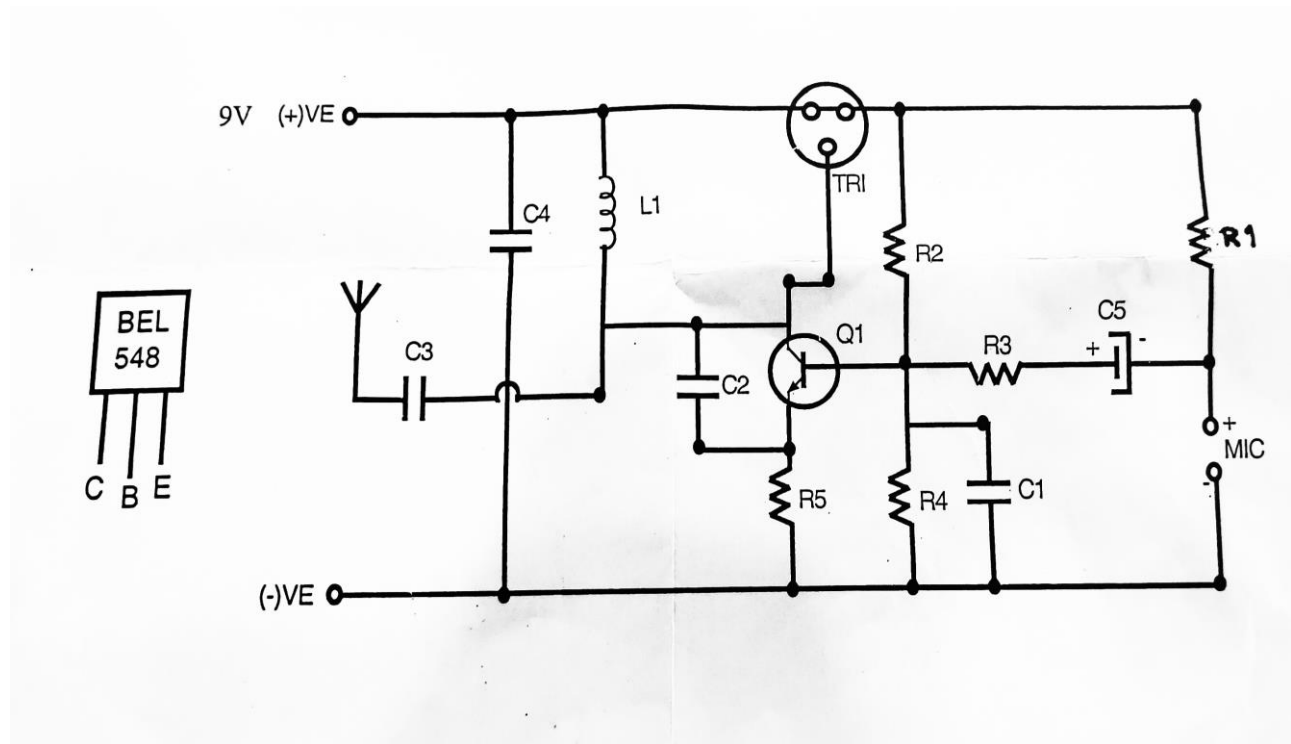 9V (+)VE
TRI
C4
L1
R2
R1
BEL
548
C5
+
-
Q1
R3
C3
C2
+
MIC
-
C1
R5
R4
C B E
(-)VE